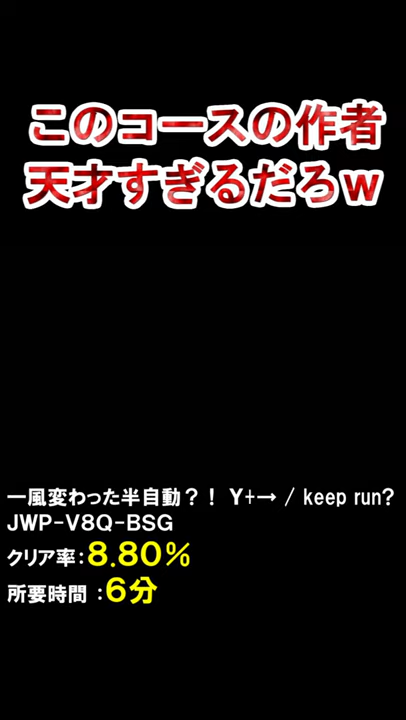 このコースの作者
天才すぎるだろw
一風変わった半自動?! Y+→ / keep run?
JWP-V8Q-BSG
クリア率:8.80%
所要時間 :6分